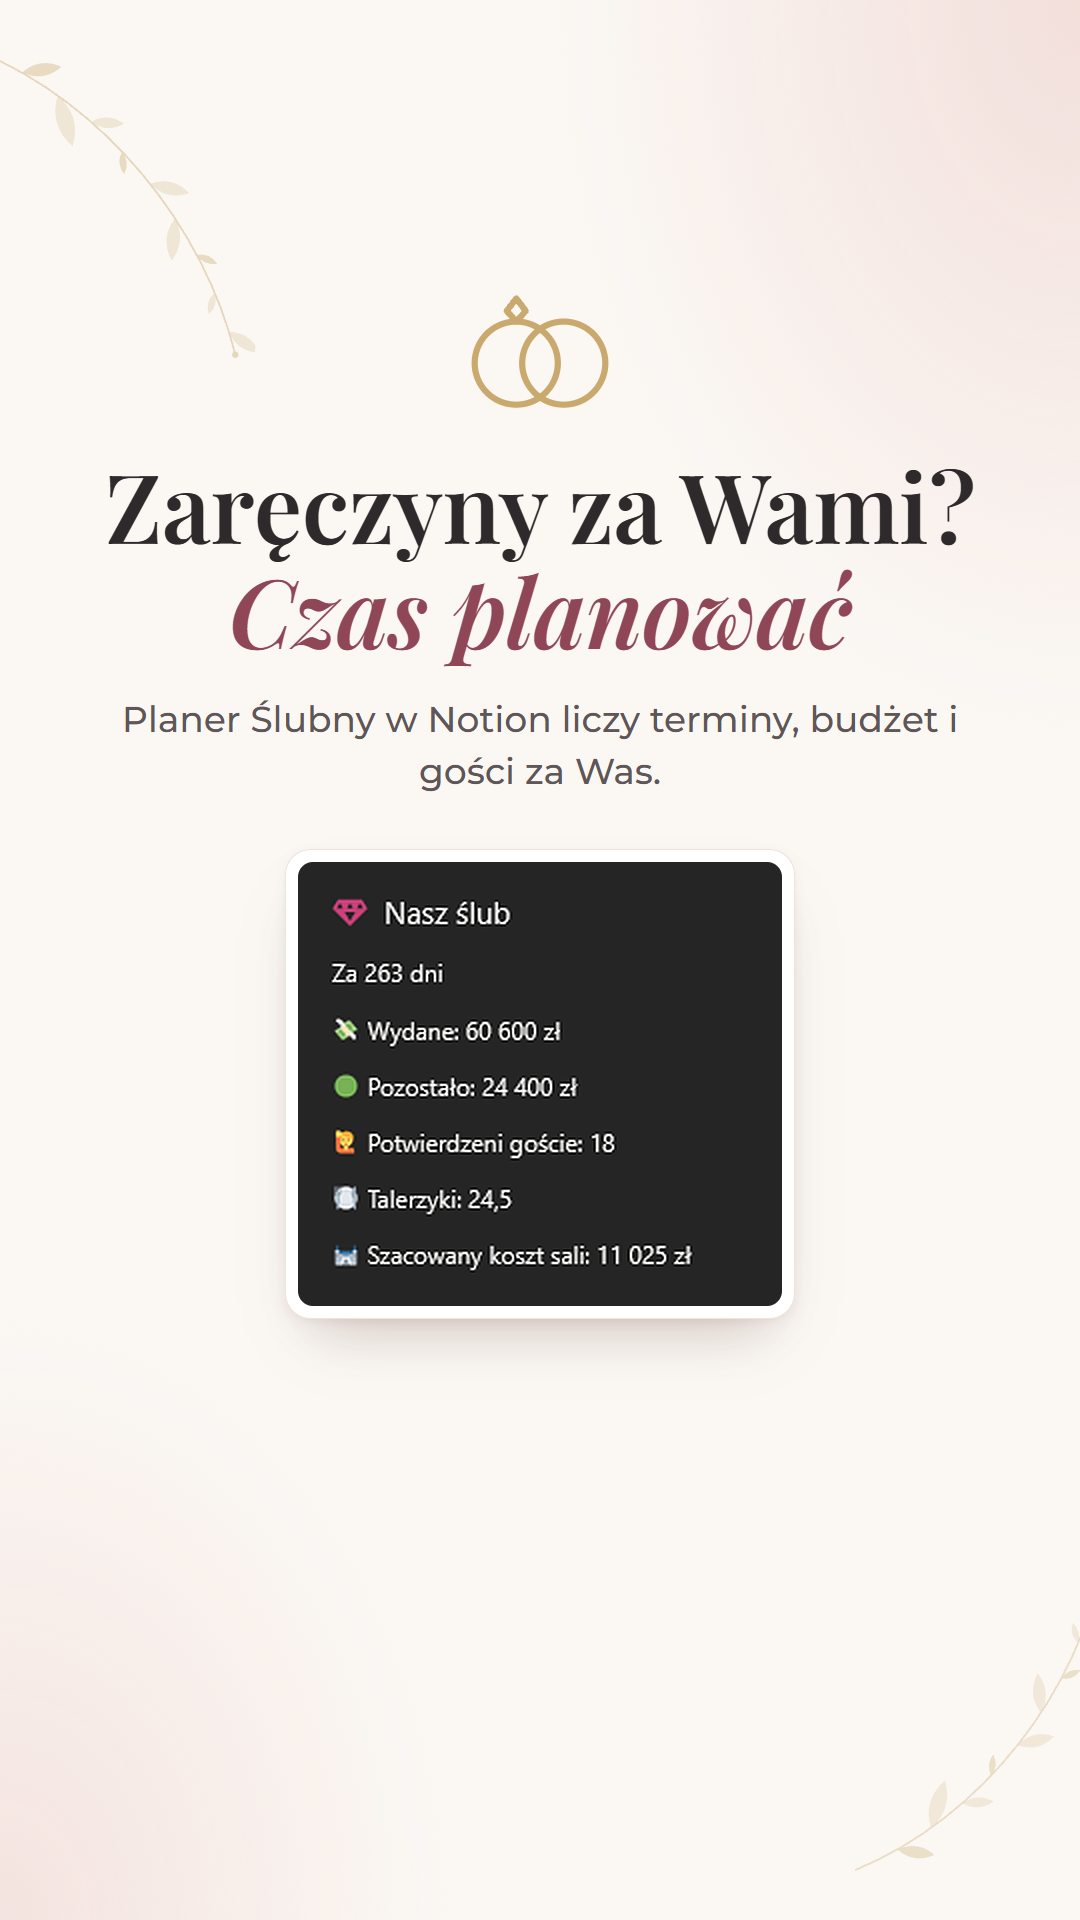 Zaręczyny za Wami?
Czas planować
Planer Ślubny w Notion liczy terminy, budżet i
gości za Was.
Nasz ślub
Za 263 dni
Wydane: 60 600 zł
Pozostało: 24 400 zł
Potwierdzeni goście: 18
Talerzyki: 24,5
Szacowany koszt sali: 11 025 zł